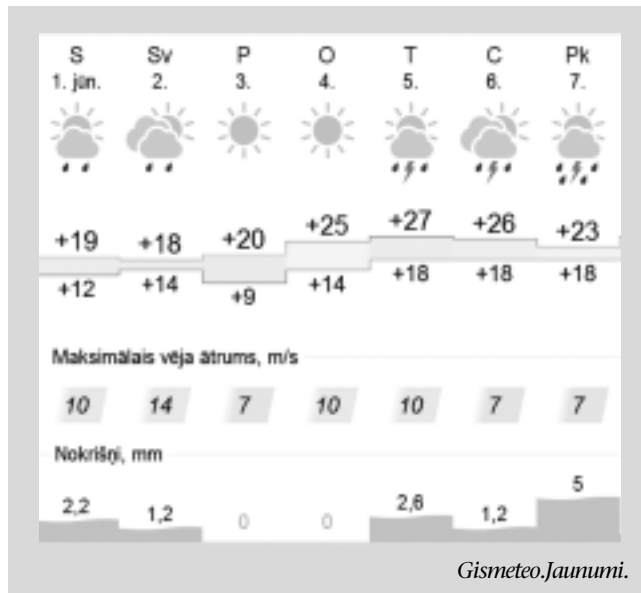 S Sv P O T C Pk
1. jūn. 2. 3. 4. 5. 6. 7.
+19 +18 +20 +25 +27 +26 +23
+12 +14 +9 +14 +18 +18 +18
Maksimālais vēja ātrums, m/s
10 14 7 10 10 7 7
Nokrišņi, mm
2,2 1,2 0 0 2,6 1,2 5
Gismeteo.Jaunumi.